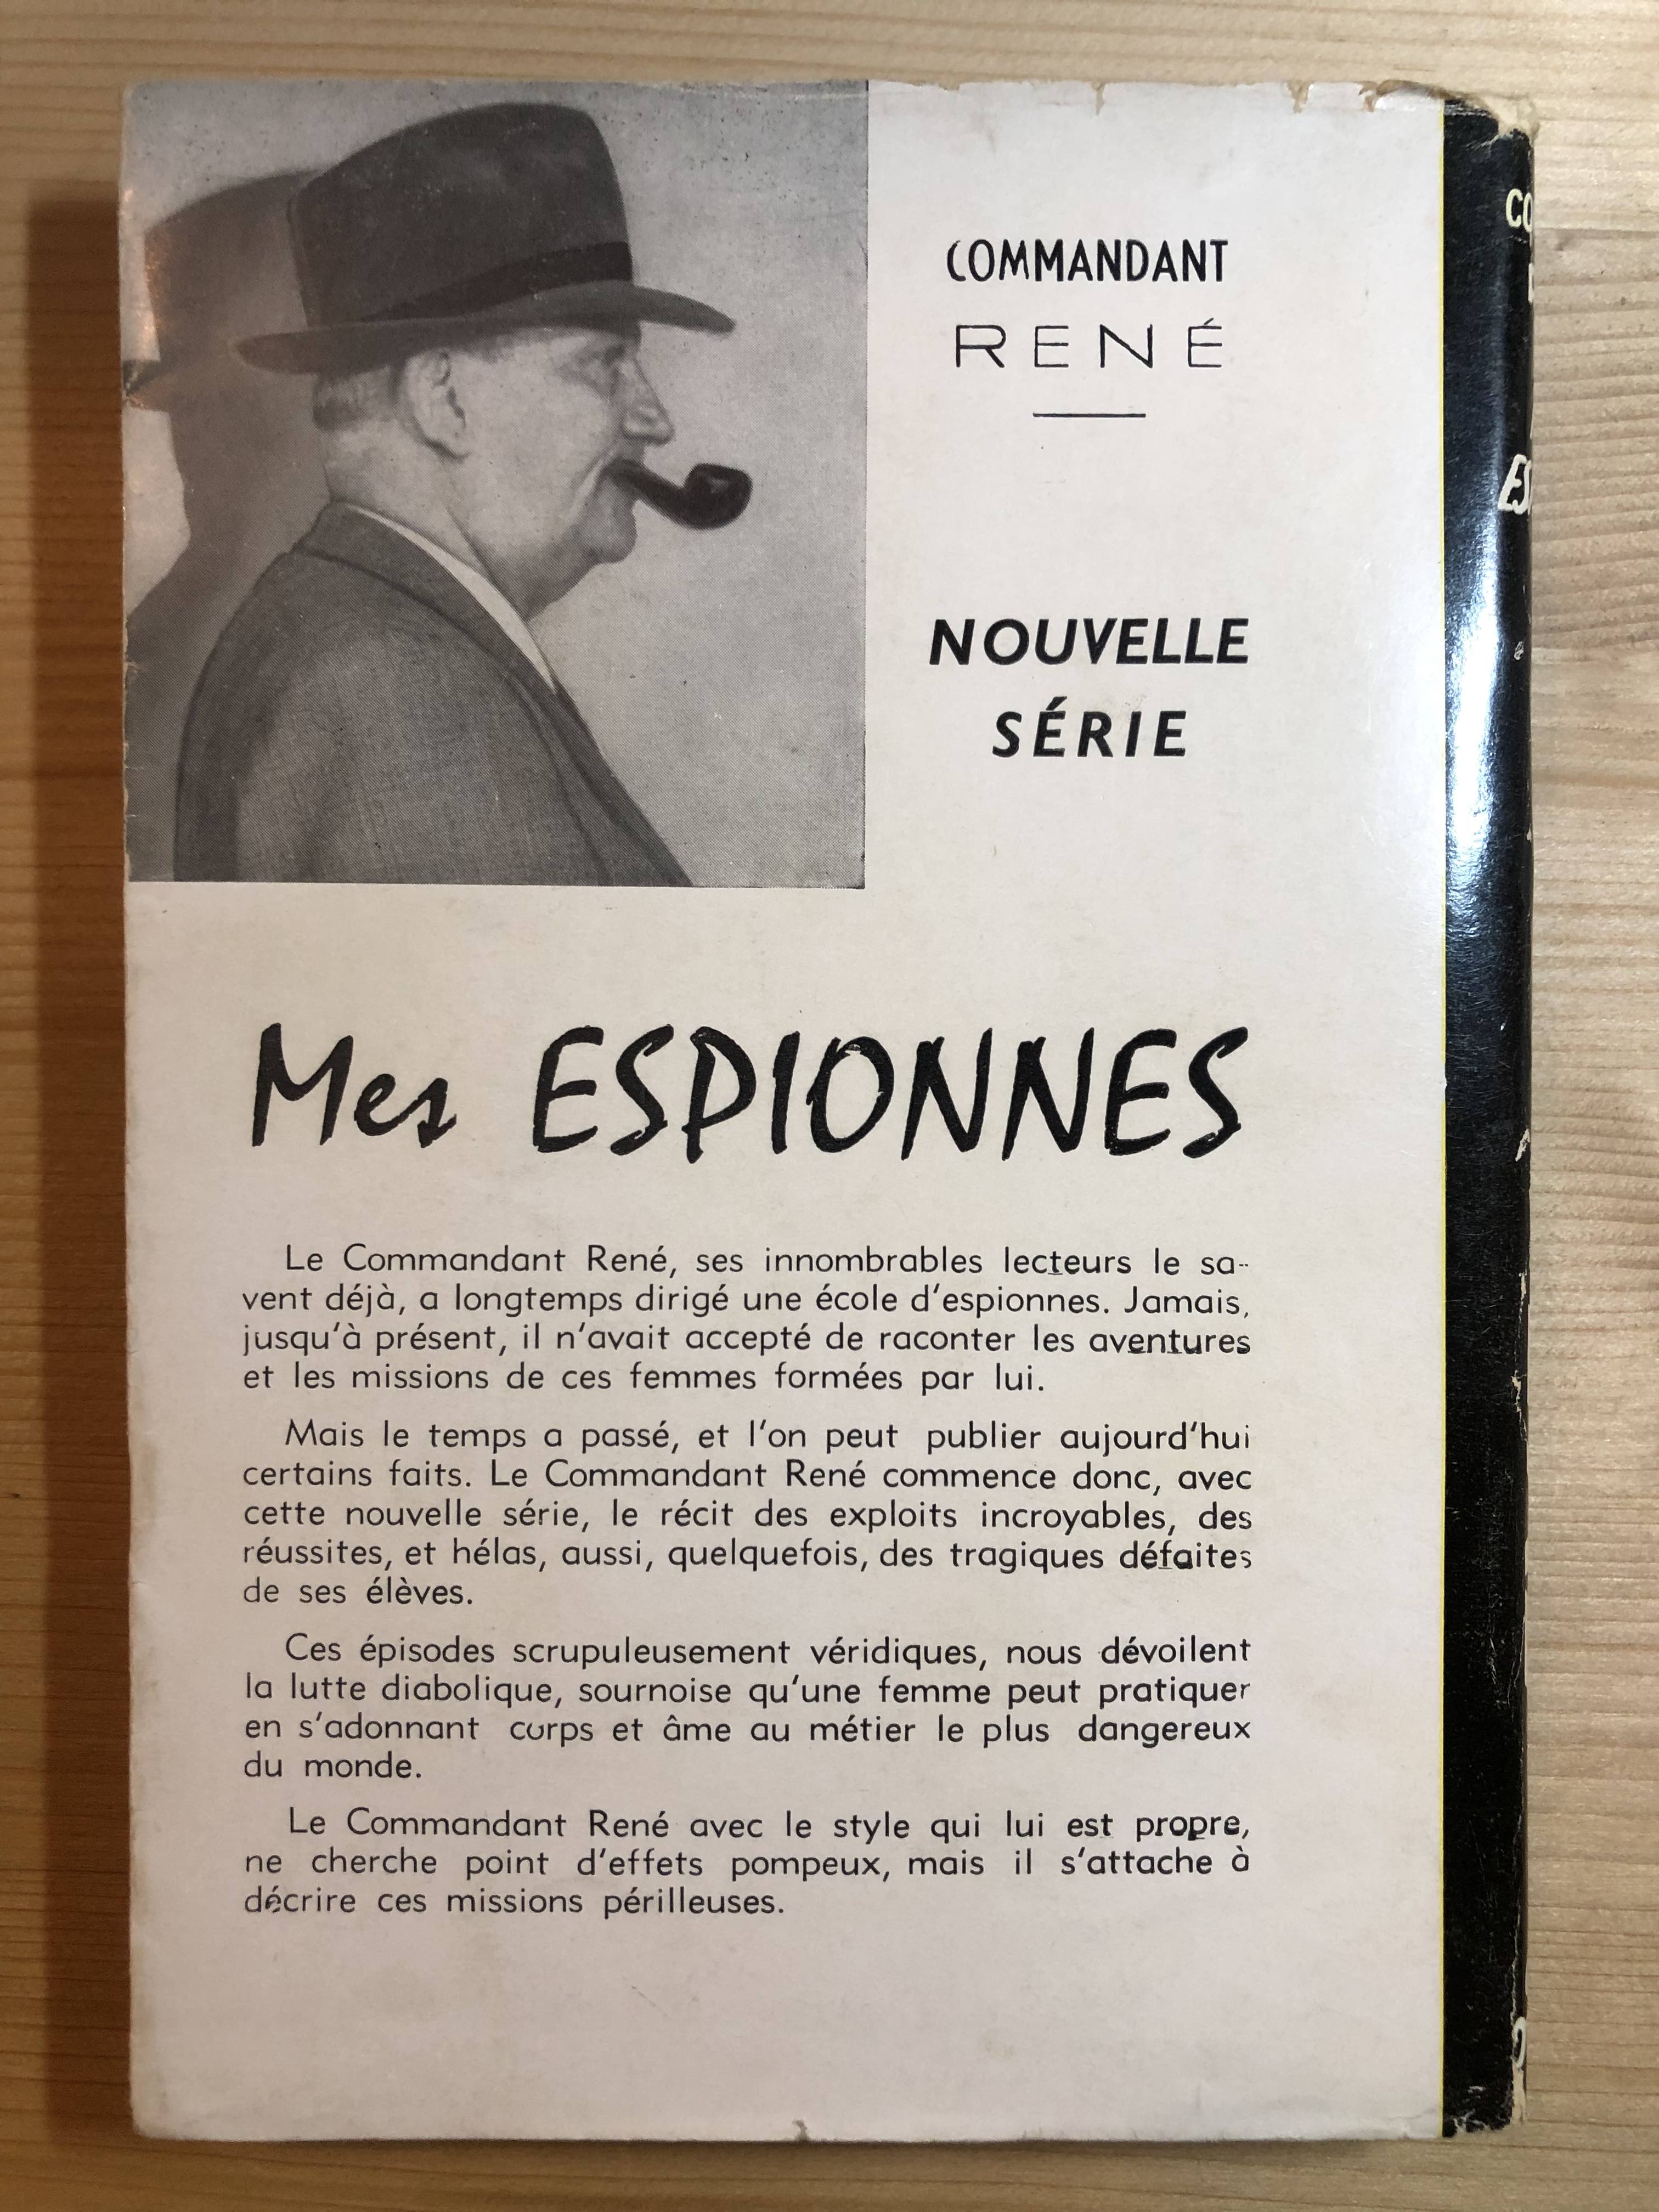 COMMANDANT
RENÉ
NOUVELLE
SÉRIE
Mes ESPIONNES
Le Commandant René, ses innombrables lecteurs le sa-
vent déjà, a longtemps dirigé une école d'espionnes. Jamais,
jusqu'à présent, il n'avait accepté de raconter les aventures
et les missions de ces femmes formées par lui.
Mais le temps a passé, et l'on peut publier aujourd'hui
certains faits. Le Commandant René commence donc, avec
cette nouvelle série, le récit des exploits incroyables, des
réussites, et hélas, aussi, quelquefois, des tragiques défaites
de ses élèves.
Ces épisodes scrupuleusement véridiques, nous dévoilent
la lutte diabolique, sournoise qu'une femme peut pratiquer
en s'adonnant corps et âme au métier le plus dangereux
du monde.
Le Commandant René avec le style qui lui est propre,
ne cherche point d'effets pompeux, mais il s'attache à
décrire ces missions périlleuses.